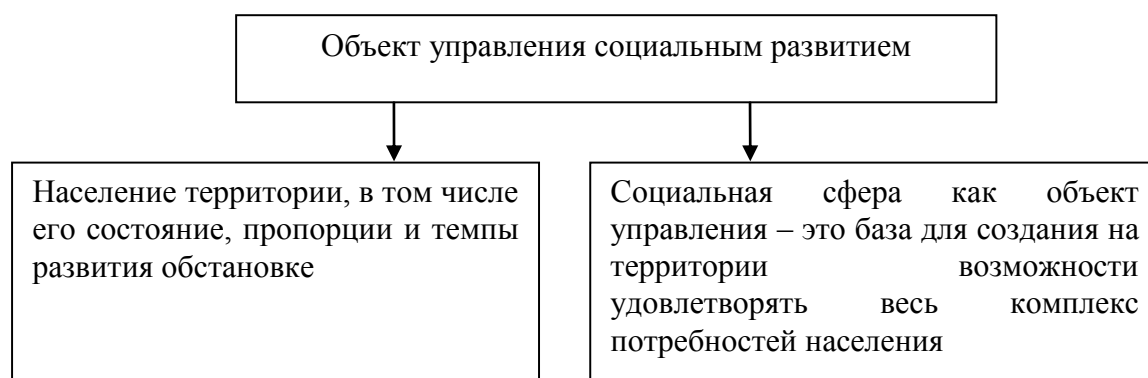 Объект управления социальным развитием
Население территории, в том числе
его состояние, пропорции и темпы
развития обстановке
Социальная сфера как объект
управления – это база для создания на
территории возможности
удовлетворять весь комплекс
потребностей населения